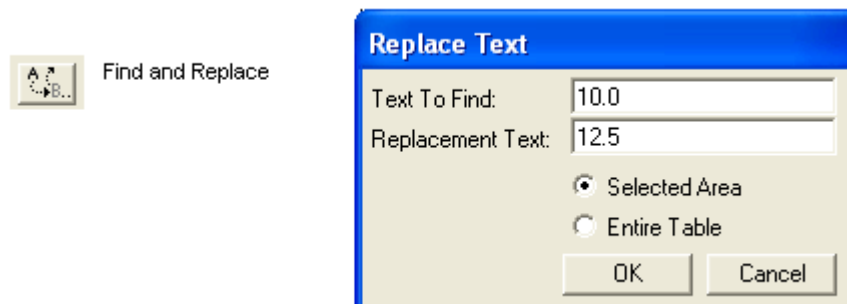 A
B..
Find and Replace
Replace Text
Text To Find: 10.0
Replacement Text: 12.5
Selected Area
Entire Table
OK Cancel